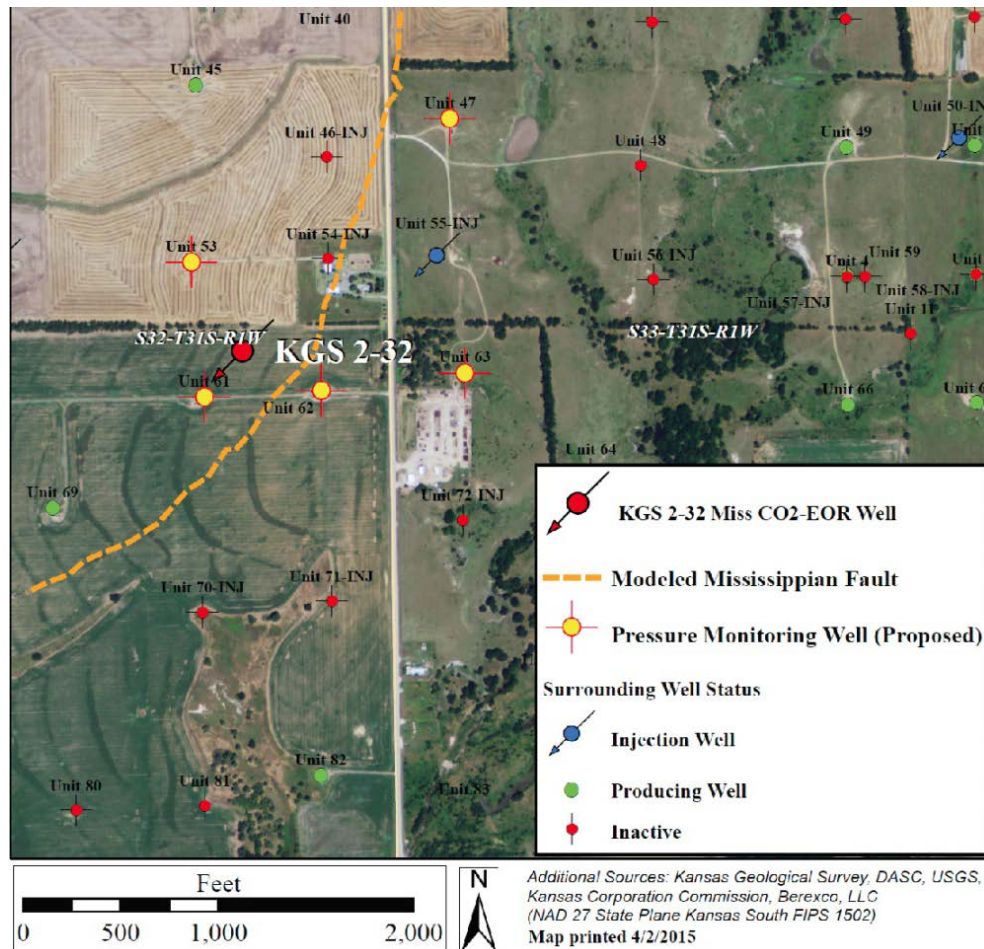 Unit 40
Unit 45
Unit 47
Unit 50-IN
Unit 46-INJ
Unit 48
Unit 49
Unit
Unit 55-INJ
Unit 53
Unit 54-INJ
Unit 56 INJ
Unit 4
Unit 59
Unit
Unit 57-INJ
Unit 58-INJ
Unit 11
S32-T31S-R1W
S33-T31S-R1W
KGS 2-32
Unit 63
Unit 61
Unit 62
Unit 66
Unit 6
Unit 64
Unit 69
Unit 72 INJ
Unit 70-INJ
Unit 71-INJ
Unit 82
Unit 80
Unit 81
Unit 83
KGS 2-32 Miss CO2-EOR Well
Modeled Mississippian Fault
Pressure Monitoring Well (Proposed)
Surrounding Well Status
Injection Well
Producing Well
Inactive
Feet
0 500 1,000 2,000
N
Additional Sources: Kansas Geological Survey, DASC, USGS,
Kansas Corporation Commission, Berexco, LLC
(NAD 27 State Plane Kansas South FIPS 1502)
Map printed 4/2/2015